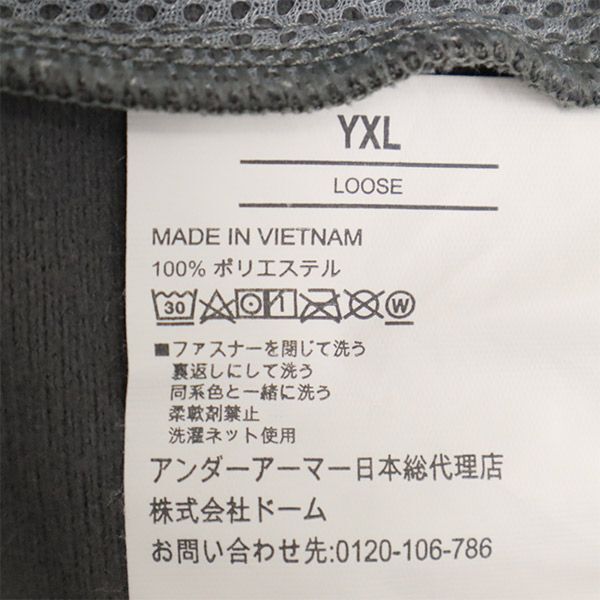 YXL
LOOSE
MADE IN VIETNAM
100% ポリエステル
30 W
■ファスナーを閉じて洗う
裏返しにして洗う
同系色と一緒に洗う
柔軟剤禁止
洗濯ネット使用
アンダーアーマー日本総代理店
株式会社ドーム
お問い合わせ先:0120-106-786